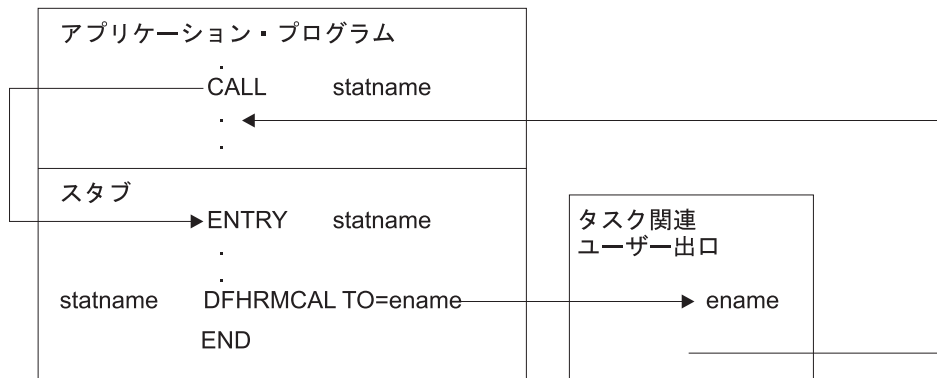 アプリケーション・プログラム
.
CALL statname
.
.
スタブ
ENTRY statname
.
.
statname DFHRMCAL TO=ename
END
タスク関連
ユーザー出口
ename